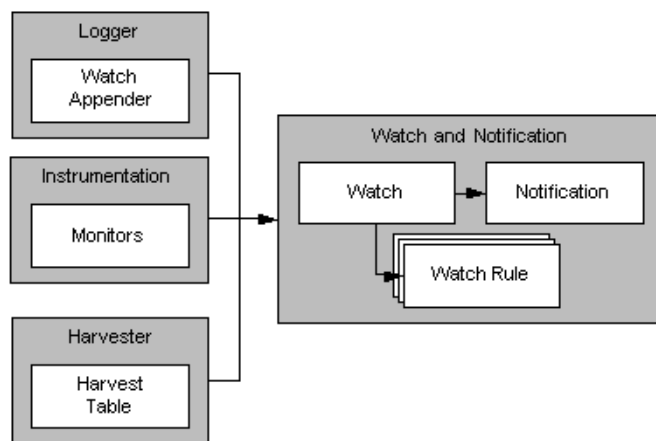 Logger
Watch
Appender
Instrumentation
Monitors
Harvester
Harvest
Table
Watch and Notification
Watch
Notification
Watch Rule